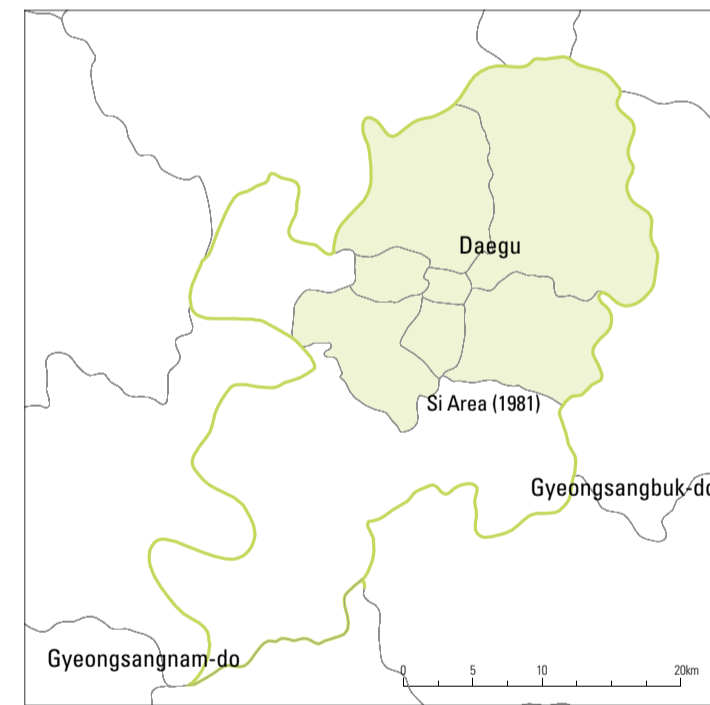 Daegu
Si Area (1981)
Gyeongsangbuk-do
Gyeongsangnam-do
0 5 10 20km